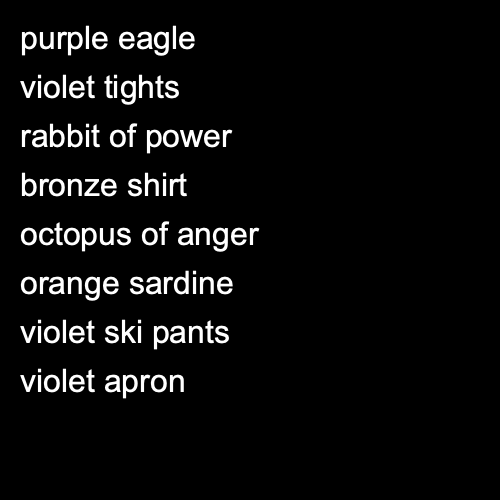 purple eagle
violet tights
rabbit of power
bronze shirt
octopus of anger
orange sardine
violet ski pants
violet apron